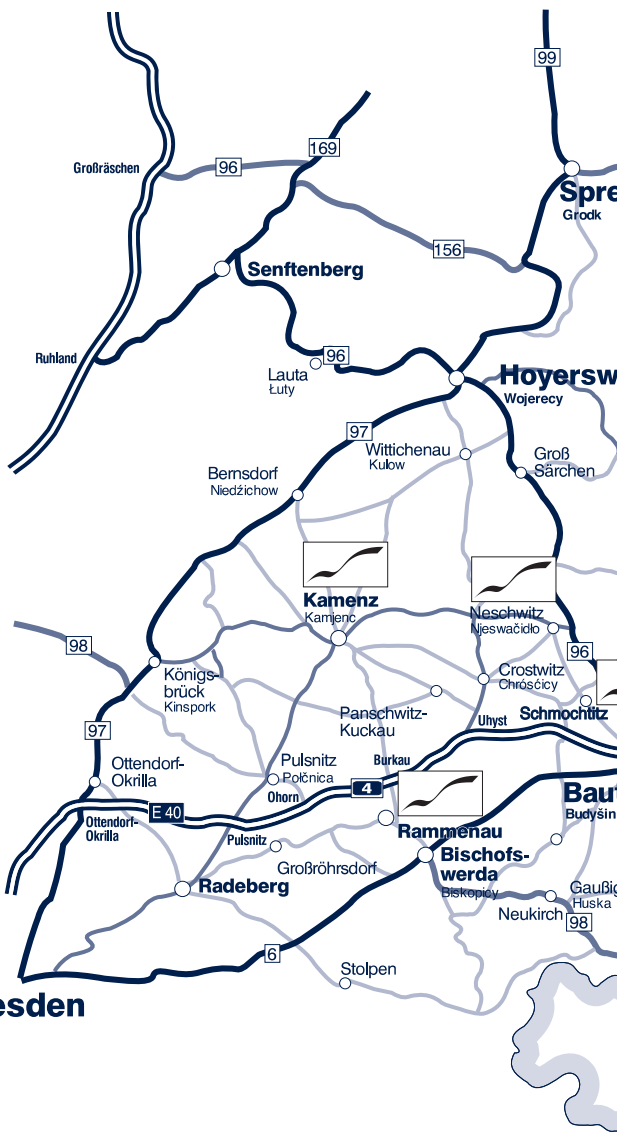 99
169
Großräschen
96
Spre
Grodk
156
Senftenberg
Ruhland
96
Lauta
Łuty
Hoyersw
Wojerecy
97
Wittichenau
Kulow
Groß
Särchen
Bernsdorf
Niedźichow
Kamenz
Kamjenc
Neschwitz
Njeswačidło
98
96
Königs-
brück
Kinspork
Crostwitz
Chrósćicy
Panschwitz-
Kuckau
Schmochtitz
Uhyst
97
Ottendorf-
Okrilla
Pulsnitz
Połčnica
Burkau
4
Ohorn
Baut
Budyšin
E 40
Ottendorf-
Okrilla
Pulsnitz
Rammenau
Großröhrsdorf
Bischofs-
werda
Biskopicy
Radeberg
Gaußig
Huska
Neukirch
98
6
Stolpen
esden